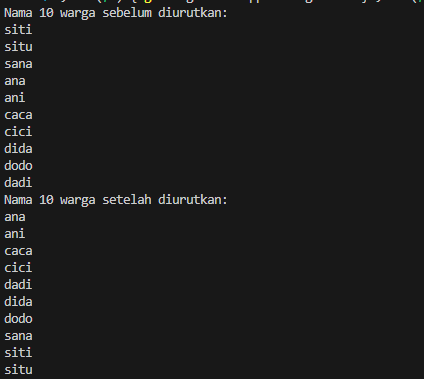 Nama 10 warga sebelum diurutkan:
siti
situ
sana
ana
ani
caca
cici
dida
dodo
dadi
Nama 10 warga setelah diurutkan:
ana
ani
caca
cici
dadi
dida
dodo
sana
siti
situ